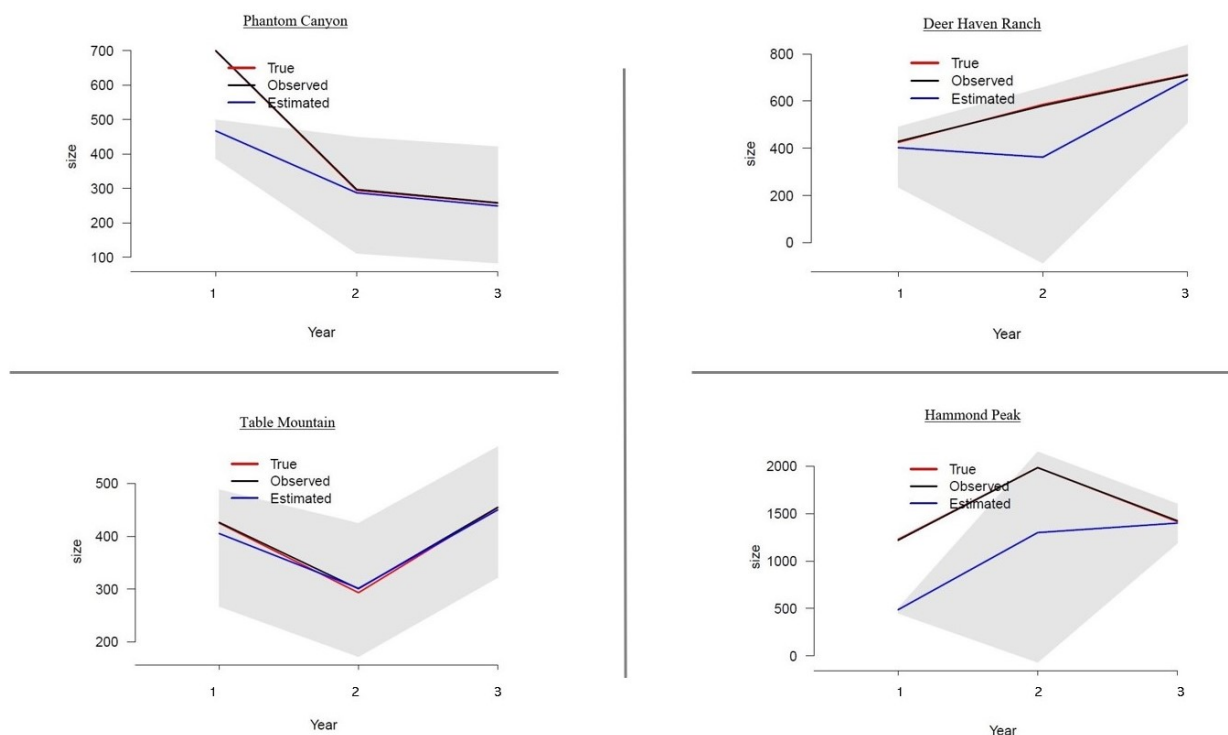 Phantom Canyon
700
600
500
400
300
200
100
size
True
Observed
Estimated
1
2
3
Year
Deer Haven Ranch
800
600
400
200
0
size
True
Observed
Estimated
1
2
3
Year
Table Mountain
500
400
300
200
size
True
Observed
Estimated
1
2
3
Year
Hammond Peak
2000
1500
1000
500
0
size
True
Observed
Estimated
1
2
3
Year